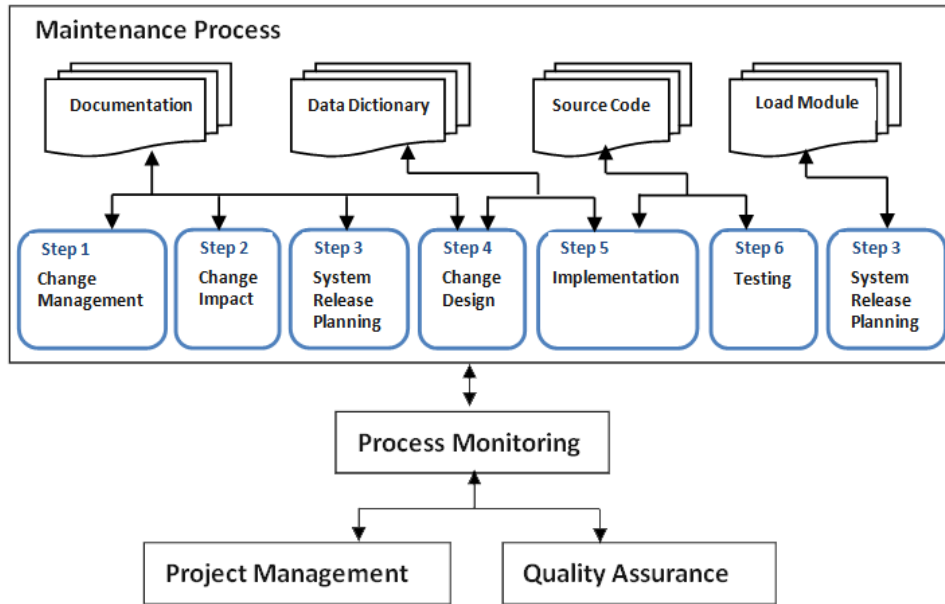 Maintenance Process
Documentation
Data Dictionary
Source Code
Load Module
Step 1
Change
Management
Step 2
Change
Impact
Step 3
System
Release
Planning
Step 4
Change
Design
Step 5
Implementation
Step 6
Testing
Step 3
System
Release
Planning
Process Monitoring
Project Management
Quality Assurance